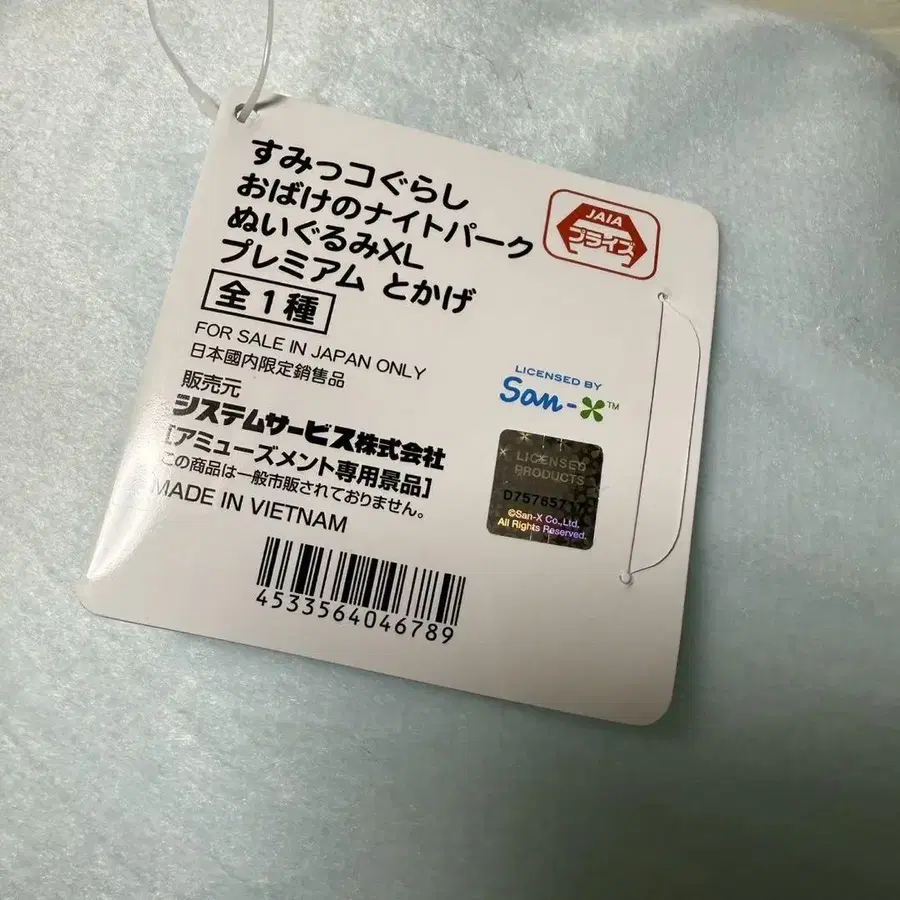 すみっコぐらし
おばけのナイトパーク
ぬいぐるみXL
プレミアム とかげ
全1種
JAIA
プライズ
FOR SALE IN JAPAN ONLY
日本國内限定銷售品
販売元
システムサービス株式会社
[アミューズメント専用景品]
この商品は一般市販されておりません。
MADE IN VIETNAM
4533564046789
LICENSED BY
San-X™
LICENSED
PRODUCTS
©San-X Co.,Ltd.
All Rights Reserved.